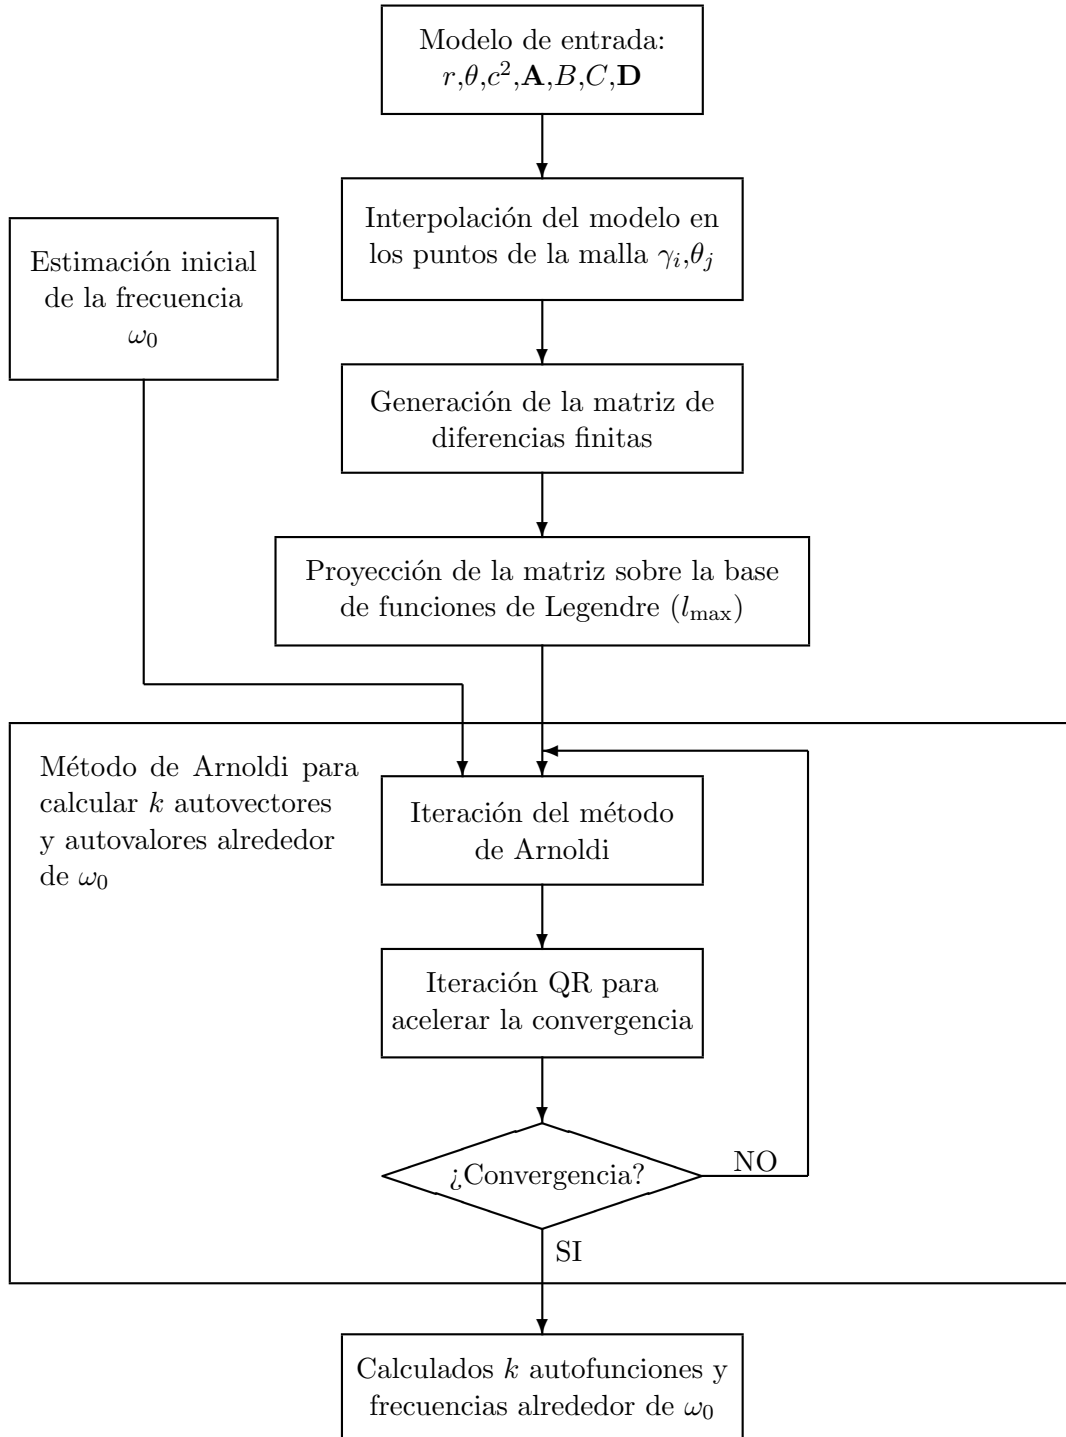 Modelo de entrada:
r,θ,c²,𝐀,B,C,𝐃
Interpolación del modelo en
los puntos de la malla γᵢ,θⱼ
Estimación inicial
de la frecuencia
ω₀
Generación de la matriz de
diferencias finitas
Proyección de la matriz sobre la base
de funciones de Legendre (l_max)
Método de Arnoldi para
calcular k autovectores
y autovalores alrededor
de ω₀
Iteración del método
de Arnoldi
Iteración QR para
acelerar la convergencia
¿Convergencia?
NO
SI
Calculados k autofunciones y
frecuencias alrededor de ω₀